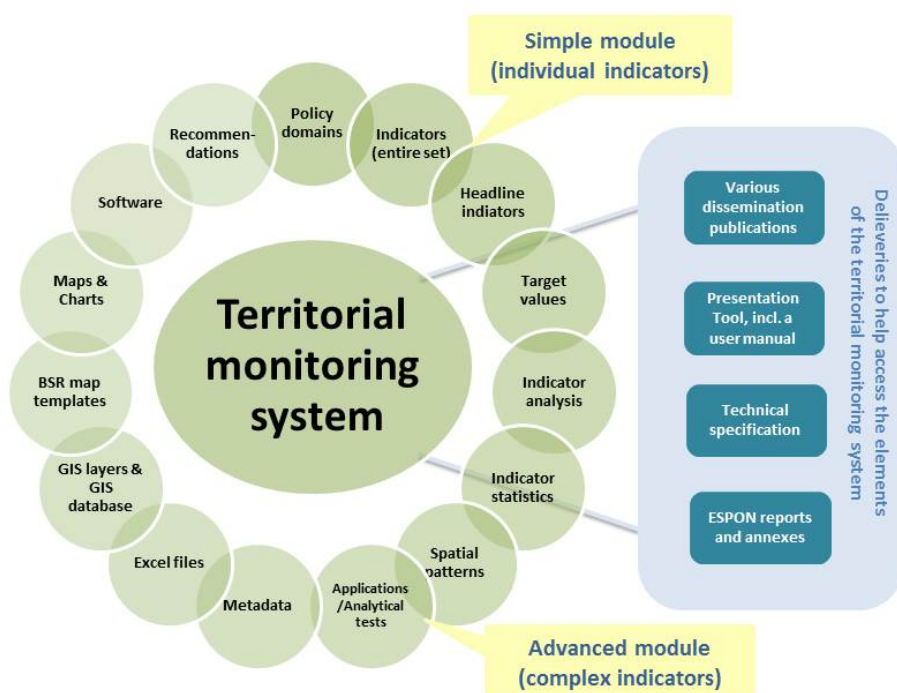 Simple module
(individual indicators)
Policy
domains
Indicators
(entire set)
Headline
indiators
Target
values
Indicator
analysis
Indicator
statistics
Spatial
patterns
Applications
/Analytical
tests
Metadata
Excel files
GIS layers &
GIS
database
BSR map
templates
Maps &
Charts
Software
Recommen-
dations
Territorial
monitoring
system
Advanced module
(complex indicators)
Various
dissemination
publications
Presentation
Tool, incl. a
user manual
Technical
specification
ESPON reports
and annexes
Delieveries to help access the elements
of the territorial monitoring system